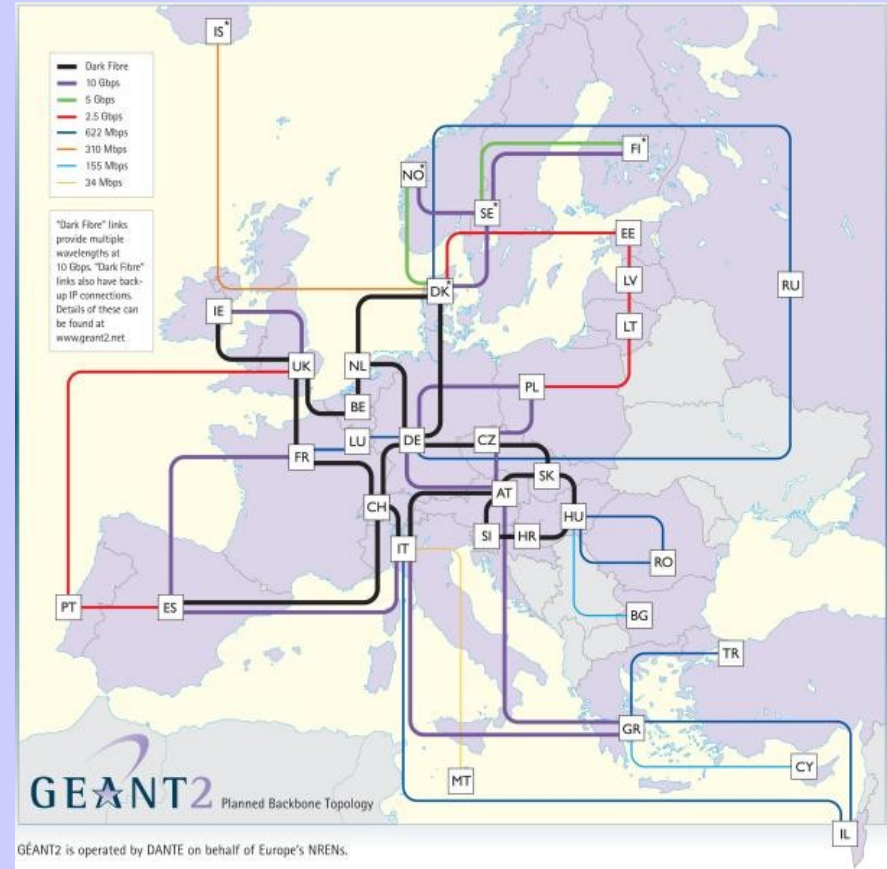 IS*
Dark Fibre
10 Gbps
5 Gbps
2.5 Gbps
622 Mbps
310 Mbps
155 Mbps
34 Mbps
"Dark Fibre" links
provide multiple
wavelengths at
10 Gbps. "Dark Fibre"
links also have back-
up IP connections.
Details of these can
be found at
www.geant2.net
FI*
NO*
SE*
EE
LV
RU
DK*
IE
LT
UK
NL
PL
BE
LU
DE
CZ
FR
SK
AT
CH
HU
SI
HR
IT
RO
PT
ES
BG
TR
GR
CY
MT
GEANT2 Planned Backbone Topology
IL
GÉANT2 is operated by DANTE on behalf of Europe's NRENs.